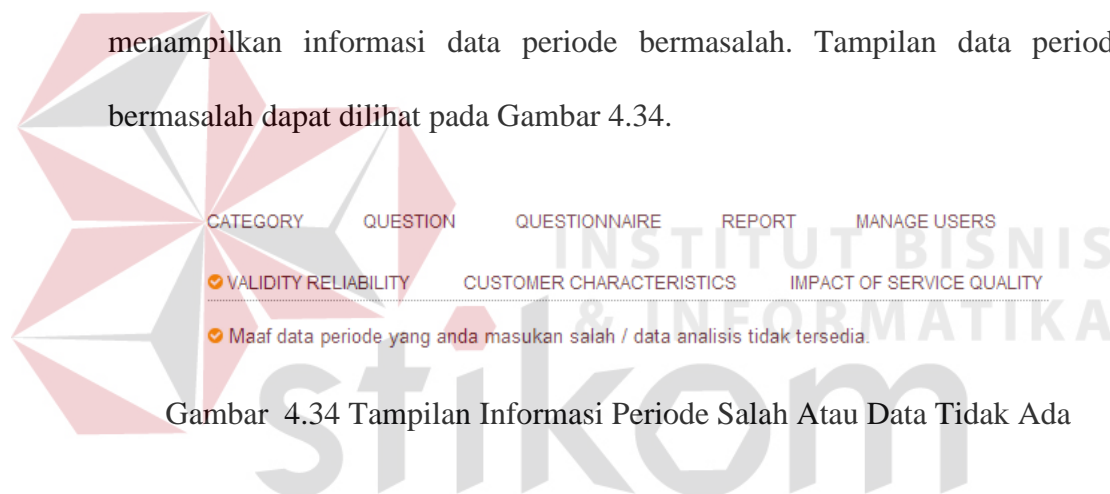 menampilkan informasi data periode bermasalah. Tampilan data period
bermasalah dapat dilihat pada Gambar 4.34.
CATEGORY QUESTION QUESTIONNAIRE REPORT MANAGE USERS
INSTITUT BISNIS
VALIDITY RELIABILITY CUSTOMER CHARACTERISTICS IMPACT OF SERVICE QUALITY
& INFORMATIKA
Maaf data periode yang anda masukan salah / data analisis tidak tersedia.
stikom
Gambar 4.34 Tampilan Informasi Periode Salah Atau Data Tidak Ada